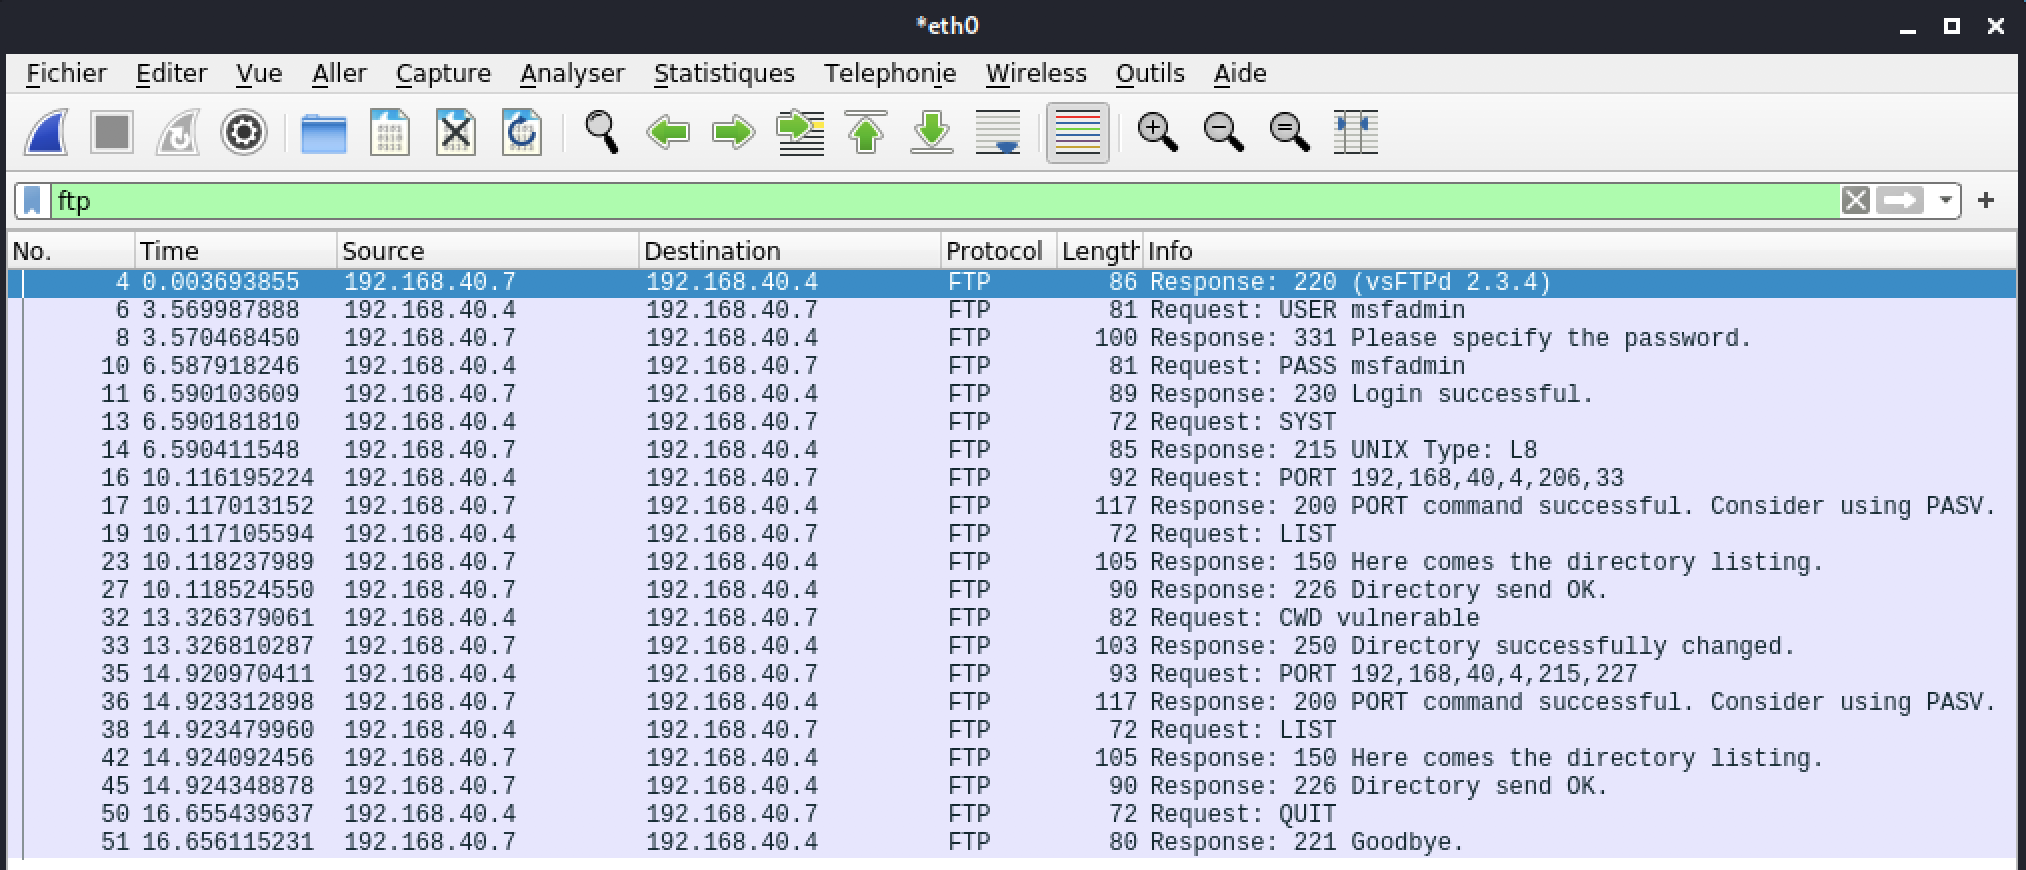 *eth0
Fichier Editer Vue Aller Capture Analyser Statistiques Telephonie Wireless Outils Aide
ftp
No. Time Source Destination Protocol Length Info
4 0.003693855 192.168.40.7 192.168.40.4 FTP 86 Response: 220 (vsFTPd 2.3.4)
6 3.569987888 192.168.40.4 192.168.40.7 FTP 81 Request: USER msfadmin
8 3.570468450 192.168.40.7 192.168.40.4 FTP 100 Response: 331 Please specify the password.
10 6.587918246 192.168.40.4 192.168.40.7 FTP 81 Request: PASS msfadmin
11 6.590103609 192.168.40.7 192.168.40.4 FTP 89 Response: 230 Login successful.
13 6.590181810 192.168.40.4 192.168.40.7 FTP 72 Request: SYST
14 6.590411548 192.168.40.7 192.168.40.4 FTP 85 Response: 215 UNIX Type: L8
16 10.116195224 192.168.40.4 192.168.40.7 FTP 92 Request: PORT 192,168,40,4,206,33
17 10.117013152 192.168.40.7 192.168.40.4 FTP 117 Response: 200 PORT command successful. Consider using PASV.
19 10.117105594 192.168.40.4 192.168.40.7 FTP 72 Request: LIST
23 10.118237989 192.168.40.7 192.168.40.4 FTP 105 Response: 150 Here comes the directory listing.
27 10.118524550 192.168.40.7 192.168.40.4 FTP 90 Response: 226 Directory send OK.
32 13.326379061 192.168.40.4 192.168.40.7 FTP 82 Request: CWD vulnerable
33 13.326810287 192.168.40.7 192.168.40.4 FTP 103 Response: 250 Directory successfully changed.
35 14.920970411 192.168.40.4 192.168.40.7 FTP 93 Request: PORT 192,168,40,4,215,227
36 14.923312898 192.168.40.7 192.168.40.4 FTP 117 Response: 200 PORT command successful. Consider using PASV.
38 14.923479960 192.168.40.4 192.168.40.7 FTP 72 Request: LIST
42 14.924092456 192.168.40.7 192.168.40.4 FTP 105 Response: 150 Here comes the directory listing.
45 14.924348878 192.168.40.7 192.168.40.4 FTP 90 Response: 226 Directory send OK.
50 16.655439637 192.168.40.4 192.168.40.7 FTP 72 Request: QUIT
51 16.656115231 192.168.40.7 192.168.40.4 FTP 80 Response: 221 Goodbye.